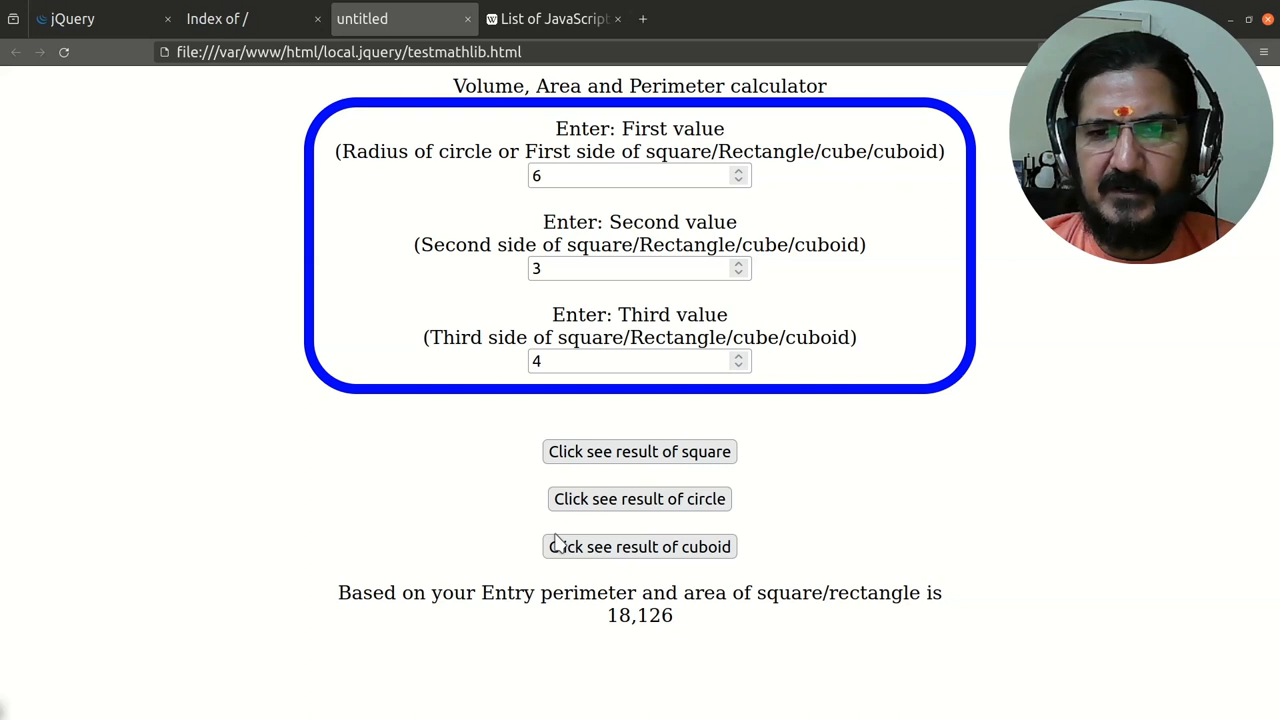 jQuery
Index of /
untitled
List of JavaScript
file:///var/www/html/local.jquery/testmathlib.html
Volume, Area and Perimeter calculator
Enter: First value
(Radius of circle or First side of square/Rectangle/cube/cuboid)
6
Enter: Second value
(Second side of square/Rectangle/cube/cuboid)
3
Enter: Third value
(Third side of square/Rectangle/cube/cuboid)
4
Click see result of square
Click see result of circle
Click see result of cuboid
Based on your Entry perimeter and area of square/rectangle is
18,126